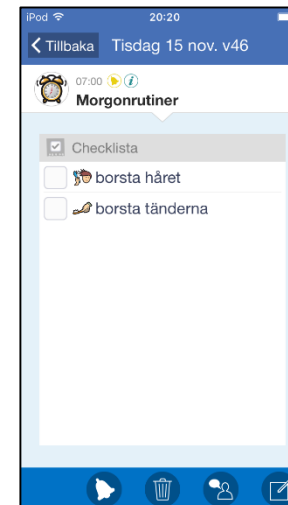 iPod 20:20
Tillbaka Tisdag 15 nov. v46
07:00
Morgonrutiner
Checklista
borsta håret
borsta tänderna